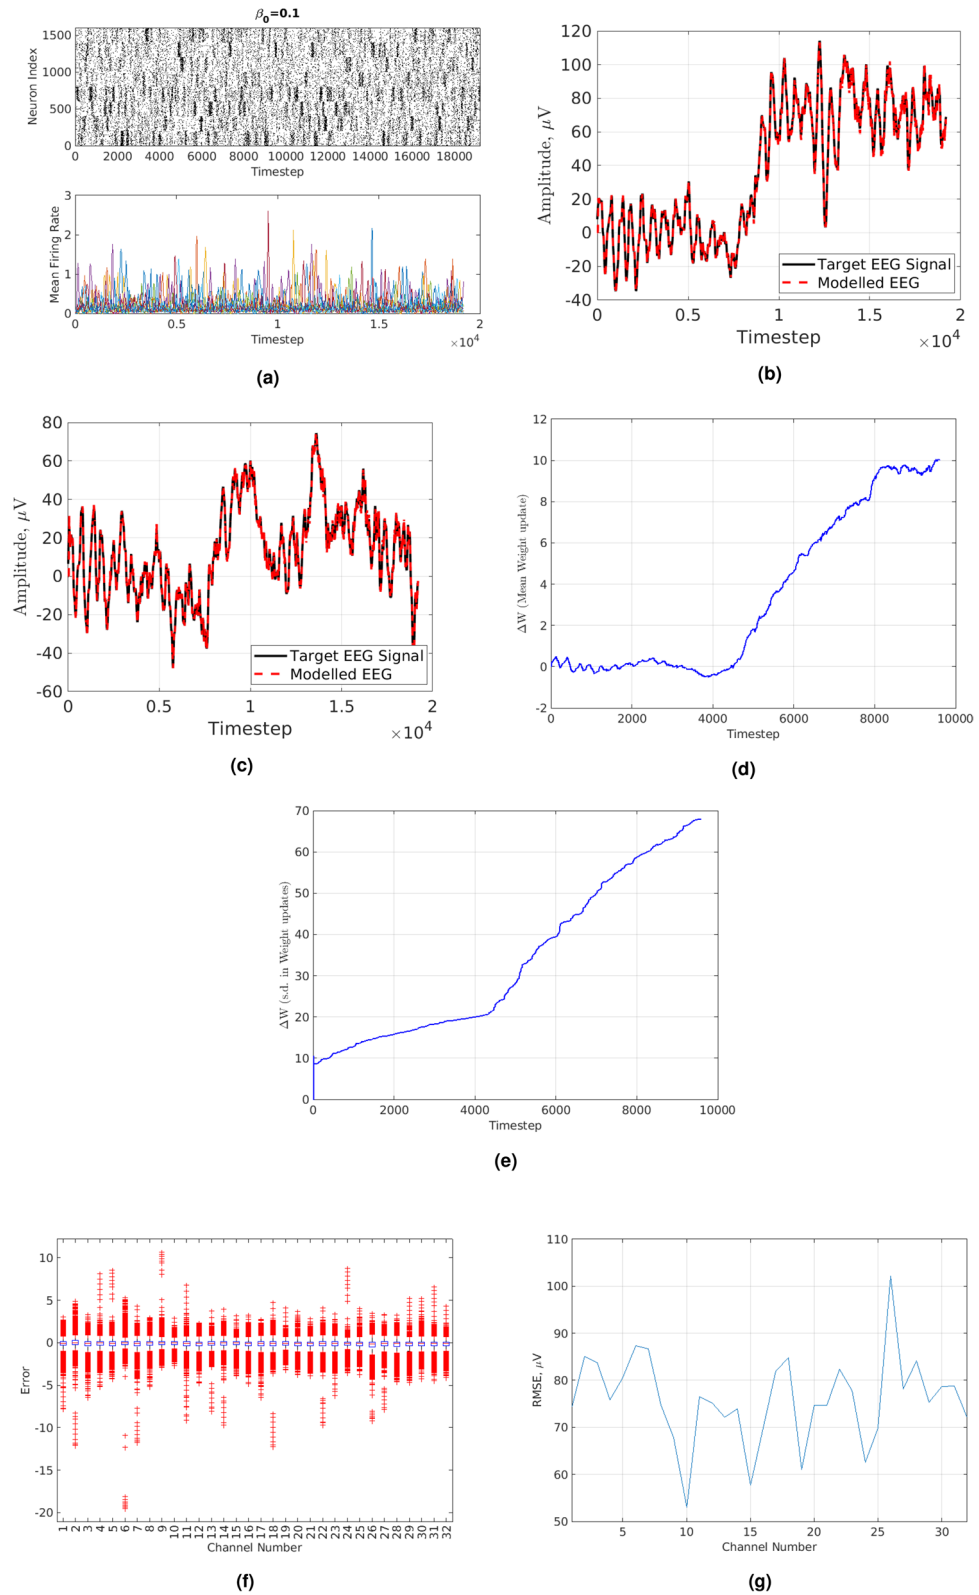 β0=0.1
Neuron Index
1500
1000
500
0
0 2000 4000 6000 8000 10000 12000 14000 16000 18000
Timestep
Mean Firing Rate
3
2
1
0
0 0.5 1 1.5 2
Timestep
×10^4
(a)
Amplitude, μV
120
100
80
60
40
20
0
-20
-40
Target EEG Signal
Modelled EEG
0 0.5 1 1.5 2
Timestep
×10^4
(b)
Amplitude, μV
80
60
40
20
0
-20
-40
-60
Target EEG Signal
Modelled EEG
0 0.5 1 1.5 2
Timestep
×10^4
(c)
ΔW (Mean Weight update)
12
10
8
6
4
2
0
-2
0 2000 4000 6000 8000 10000
Timestep
(d)
ΔW (s.d. in Weight updates)
70
60
50
40
30
20
10
0
0 2000 4000 6000 8000 10000
Timestep
(e)
Error
10
5
0
-5
-10
-15
-20
1 2 3 4 5 6 7 8 9 10 11 12 13 14 15 16 17 18 19 20 21 22 23 24 25 26 27 28 29 30 31 32
Channel Number
(f)
RMSE, μV
110
100
90
80
70
60
50
5 10 15 20 25 30
Channel Number
(g)